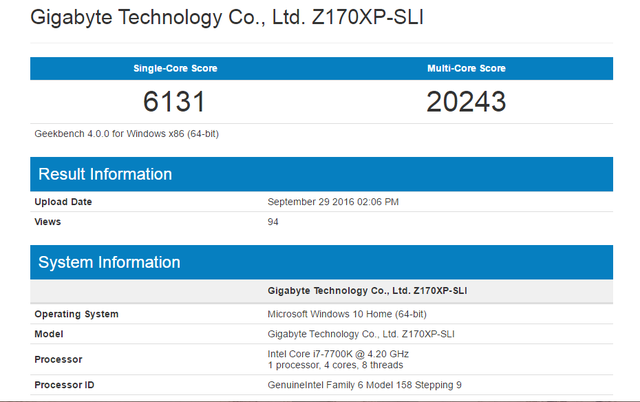 Gigabyte Technology Co., Ltd. Z170XP-SLI
Single-Core Score Multi-Core Score
6131 20243
Geekbench 4.0.0 for Windows x86 (64-bit)
Result Information
Upload Date September 29 2016 02:06 PM
Views 94
System Information
Gigabyte Technology Co., Ltd. Z170XP-SLI
Operating System Microsoft Windows 10 Home (64-bit)
Model Gigabyte Technology Co., Ltd. Z170XP-SLI
Processor Intel Core i7-7700K @ 4.20 GHz
1 processor, 4 cores, 8 threads
Processor ID GenuineIntel Family 6 Model 158 Stepping 9